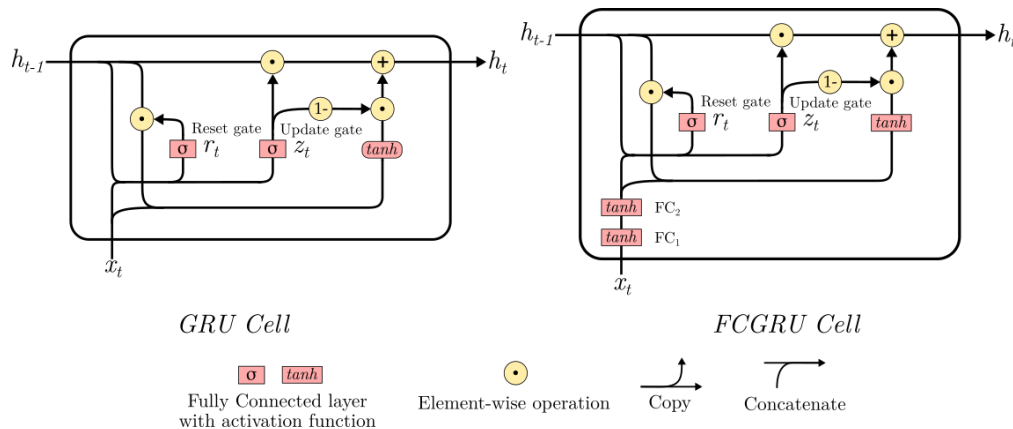 h_{t-1}
h_t
Reset gate
Update gate
1-
σ
r_t
σ
z_t
tanh
x_t
GRU Cell
h_{t-1}
h_t
Reset gate
Update gate
1-
σ
r_t
σ
z_t
tanh
tanh FC₂
tanh FC₁
x_t
FCGRU Cell
σ tanh
Fully Connected layer
with activation function
Element-wise operation
Copy
Concatenate